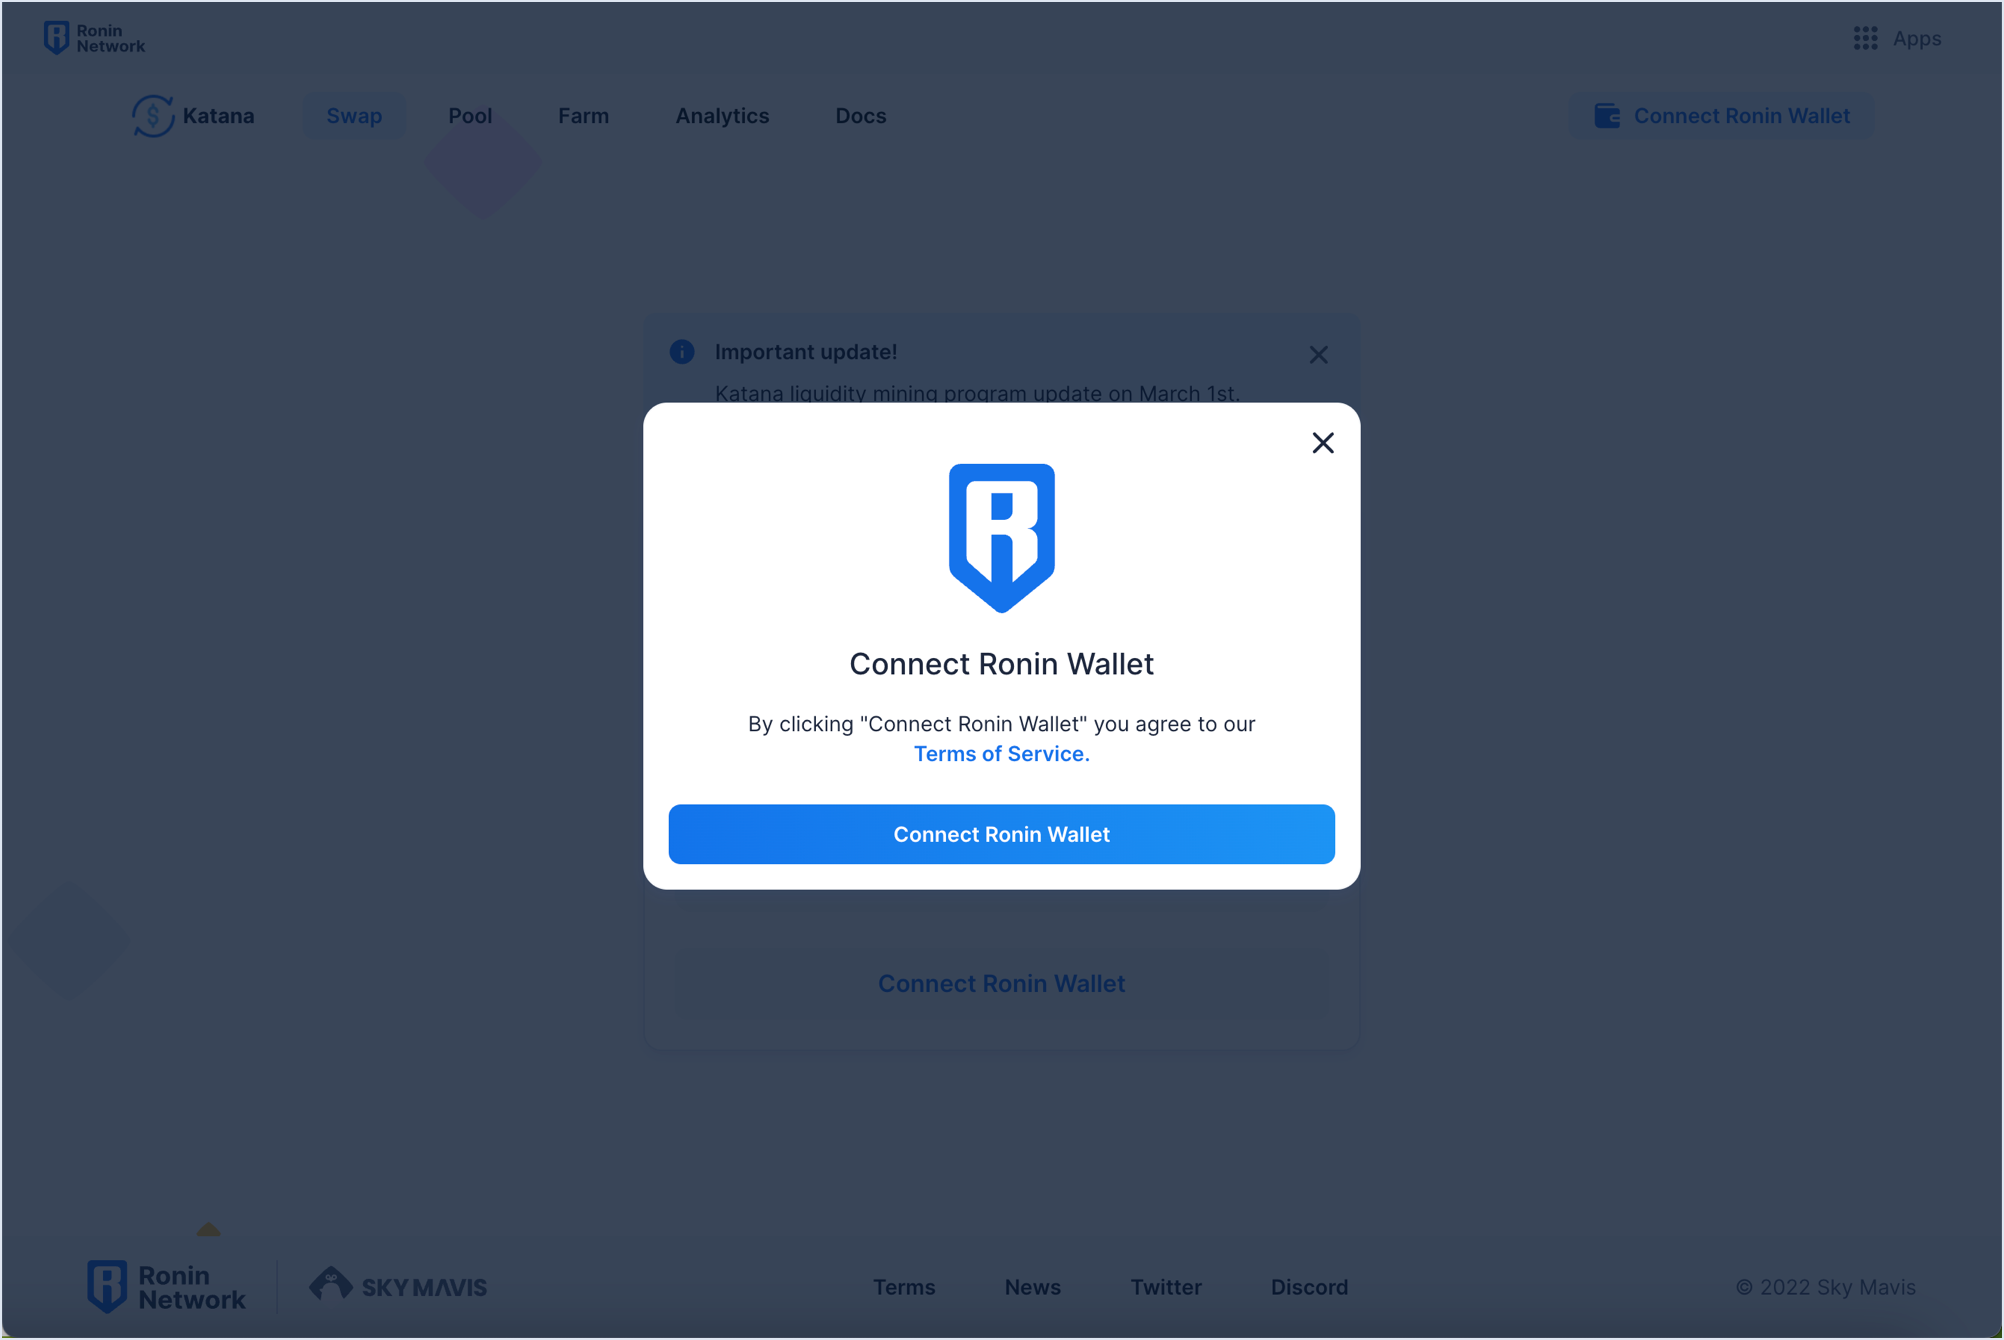 Ronin
Network
Apps
Katana
Swap
Pool
Farm
Analytics
Docs
Connect Ronin Wallet
Important update!
Katana liquidity mining program update on March 1st.
Connect Ronin Wallet
By clicking "Connect Ronin Wallet" you agree to our
Terms of Service.
Connect Ronin Wallet
Connect Ronin Wallet
Ronin
Network
SKY MAVIS
Terms
News
Twitter
Discord
© 2022 Sky Mavis